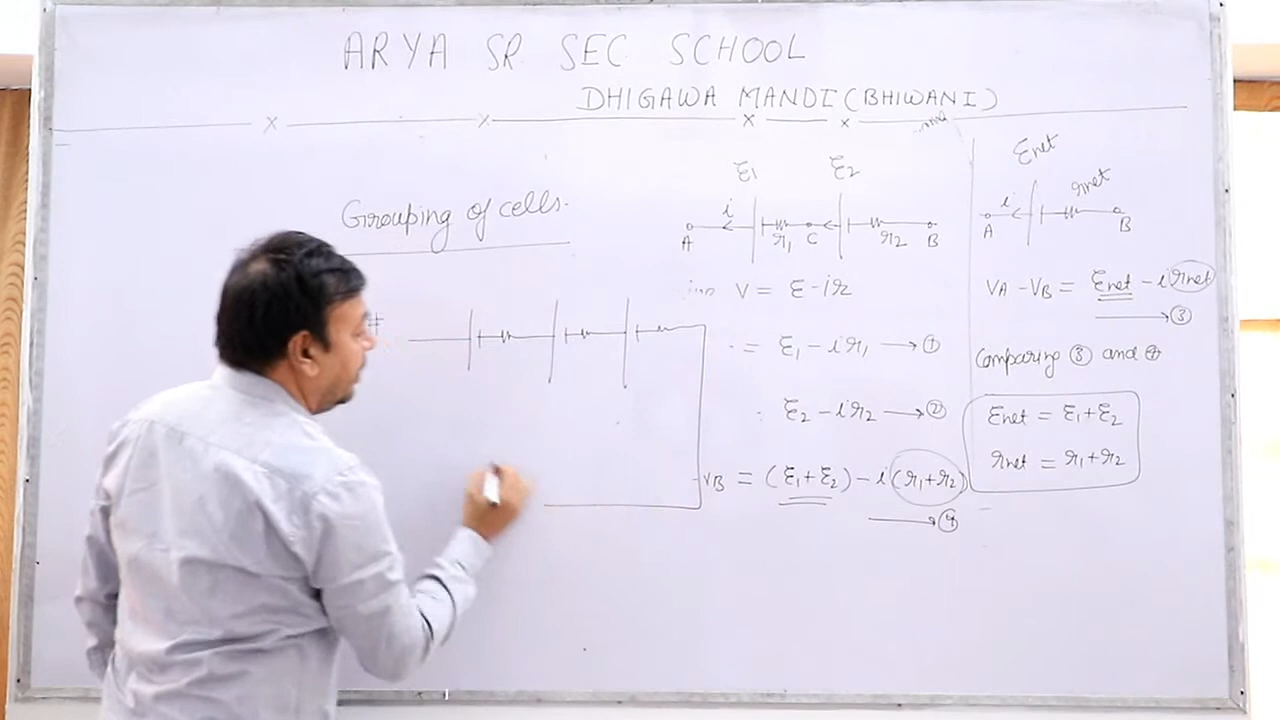 ARYA SR SEC SCHOOL
DHIGAWA MANDI (BHIWANI)
Grouping of cells.
#
ε1 ε2
i
A r1 C r2 B
V = ε - ir
= ε1 - ir1 → ①
ε2 - ir2 → ②
VB = (ε1 + ε2) - i(r1 + r2)
→ ④
εnet
i rnet
A B
VA - VB = εnet - irnet
→ ③
Comparing ③ and ④
εnet = ε1 + ε2
rnet = r1 + r2